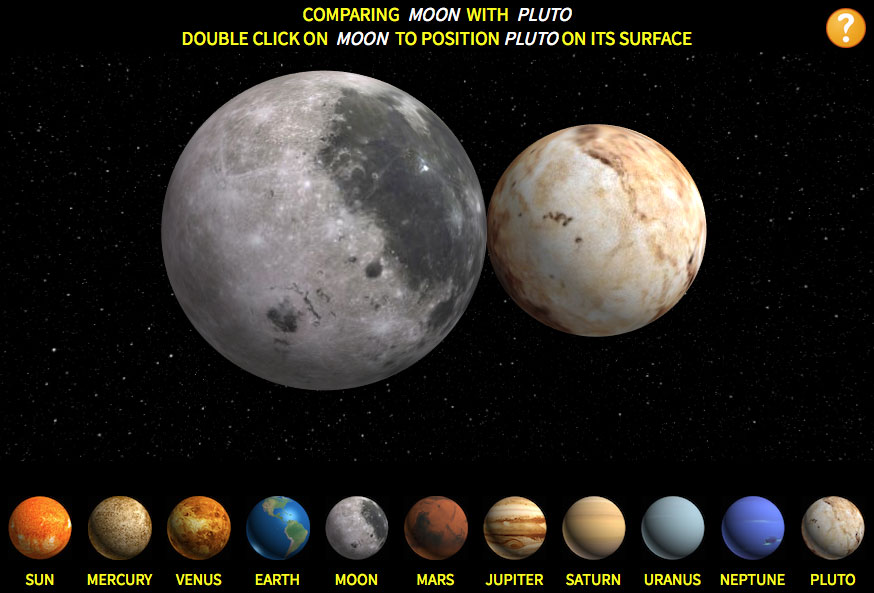 COMPARING MOON WITH PLUTO
DOUBLE CLICK ON MOON TO POSITION PLUTO ON ITS SURFACE
?
SUN MERCURY VENUS EARTH MOON MARS JUPITER SATURN URANUS NEPTUNE PLUTO